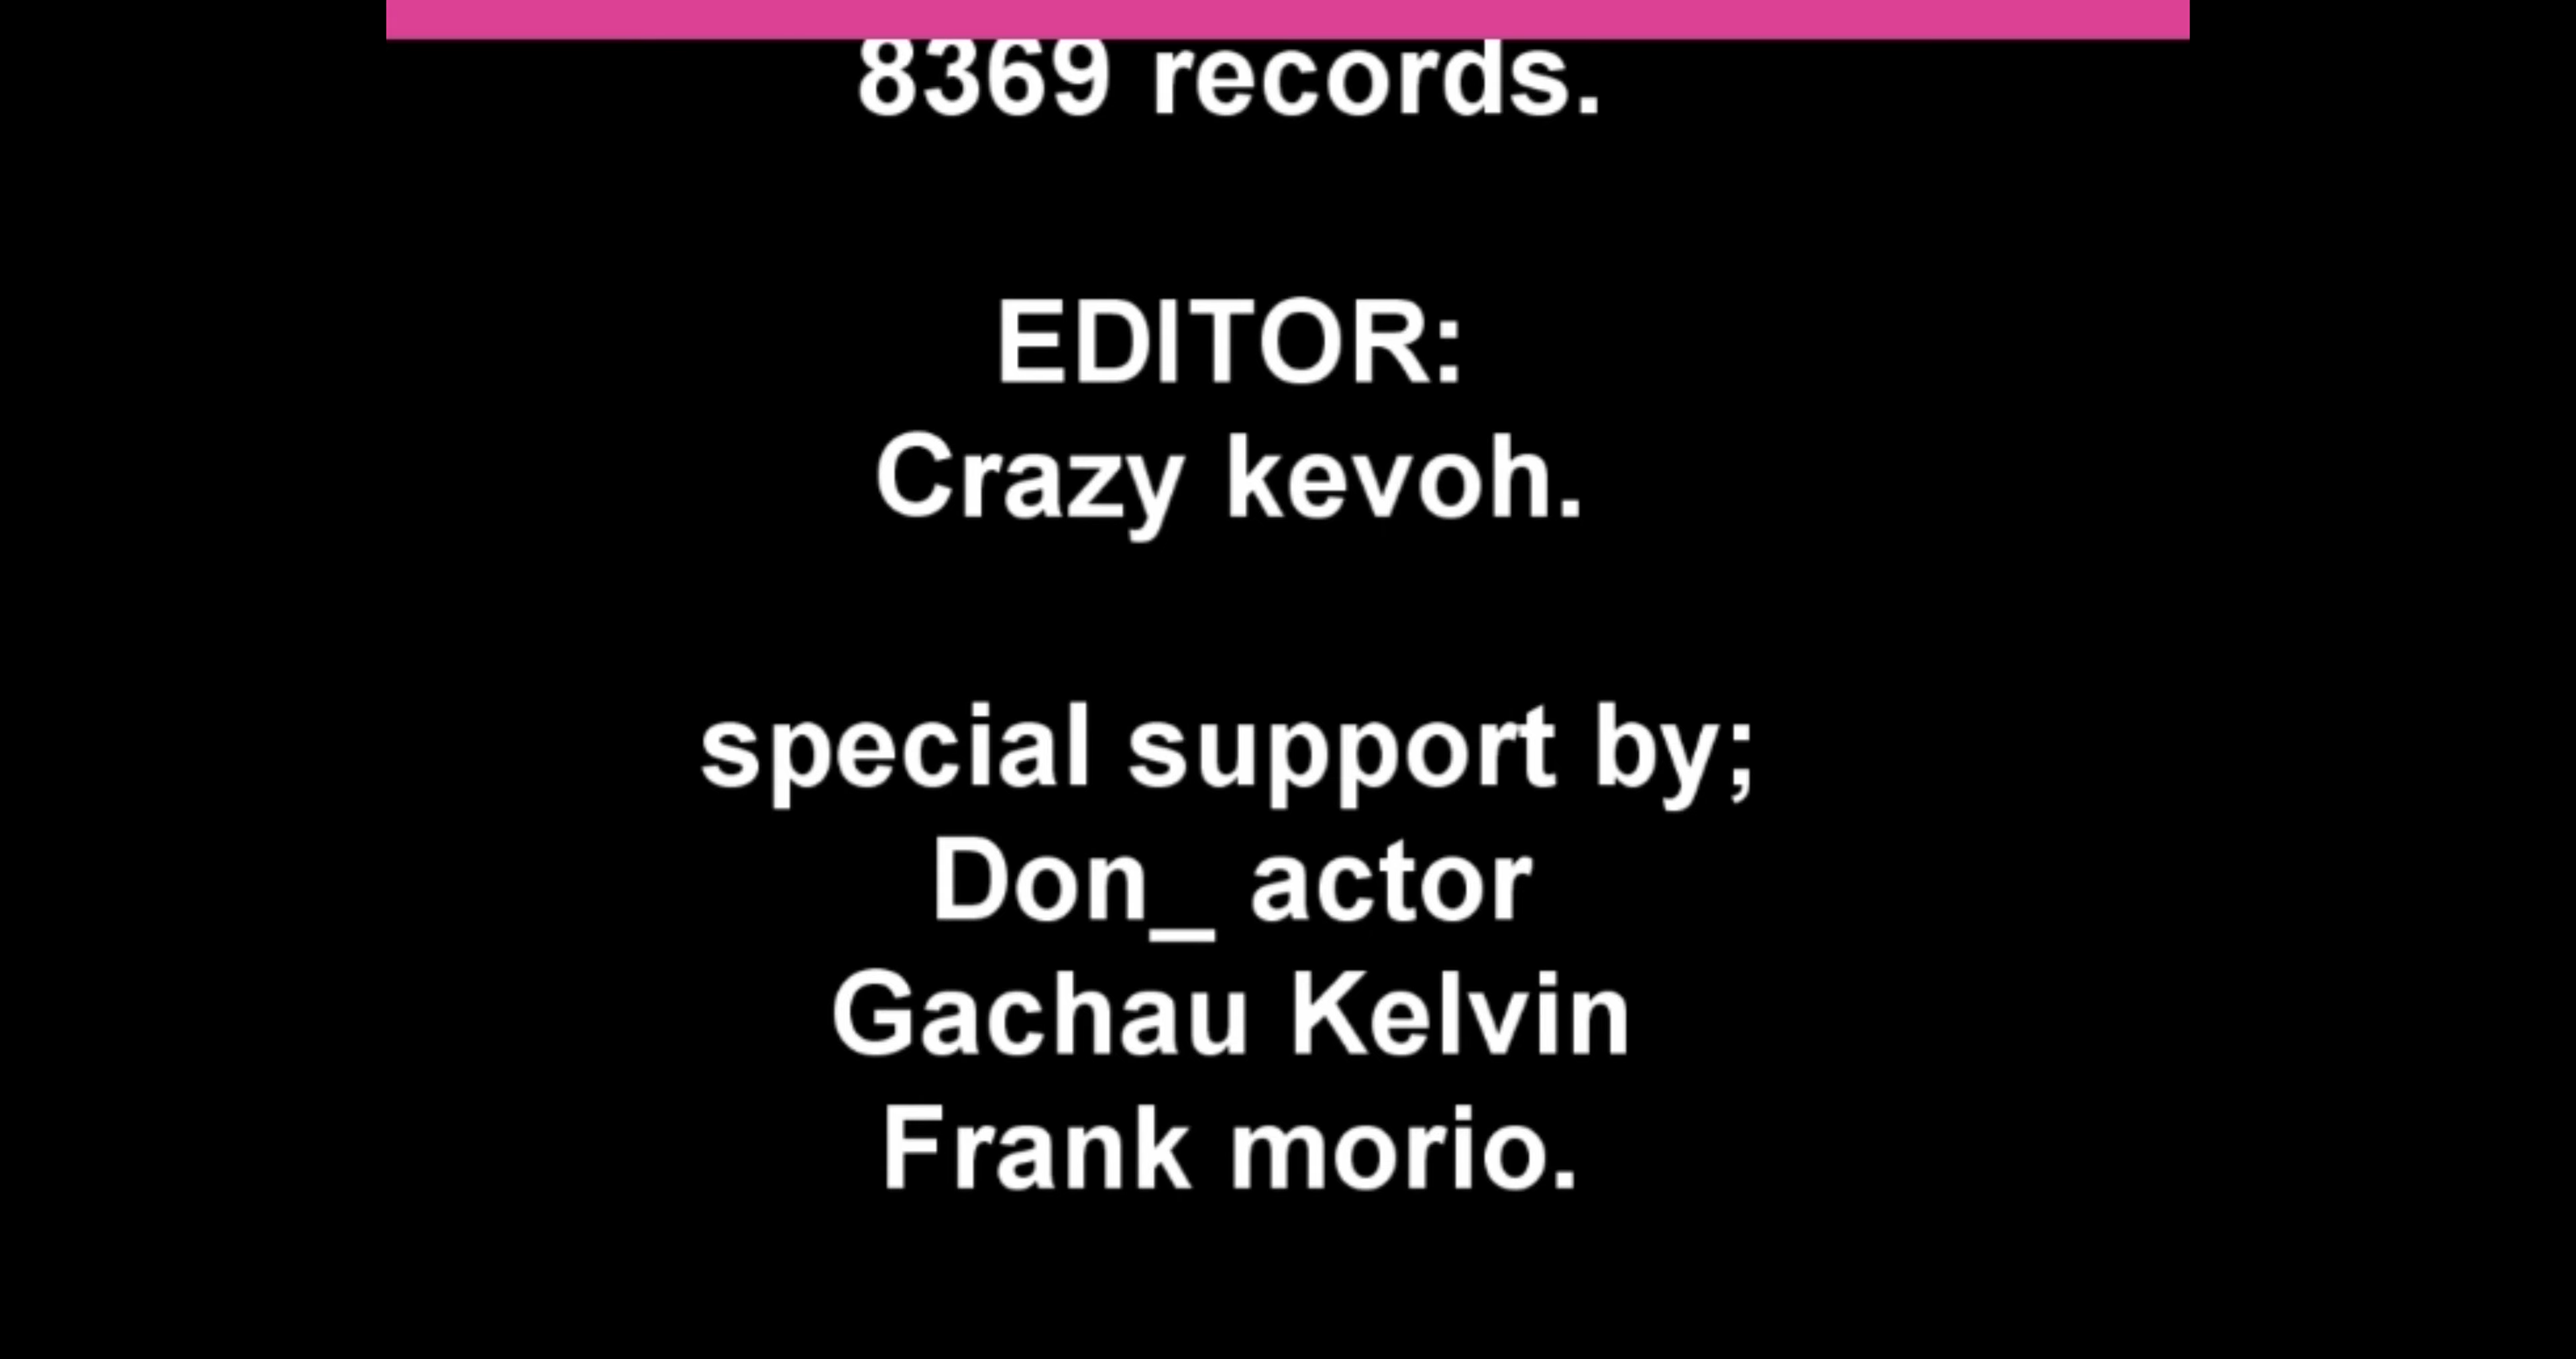 8369 records.
EDITOR:
Crazy kevoh.
special support by;
Don_ actor
Gachau Kelvin
Frank morio.